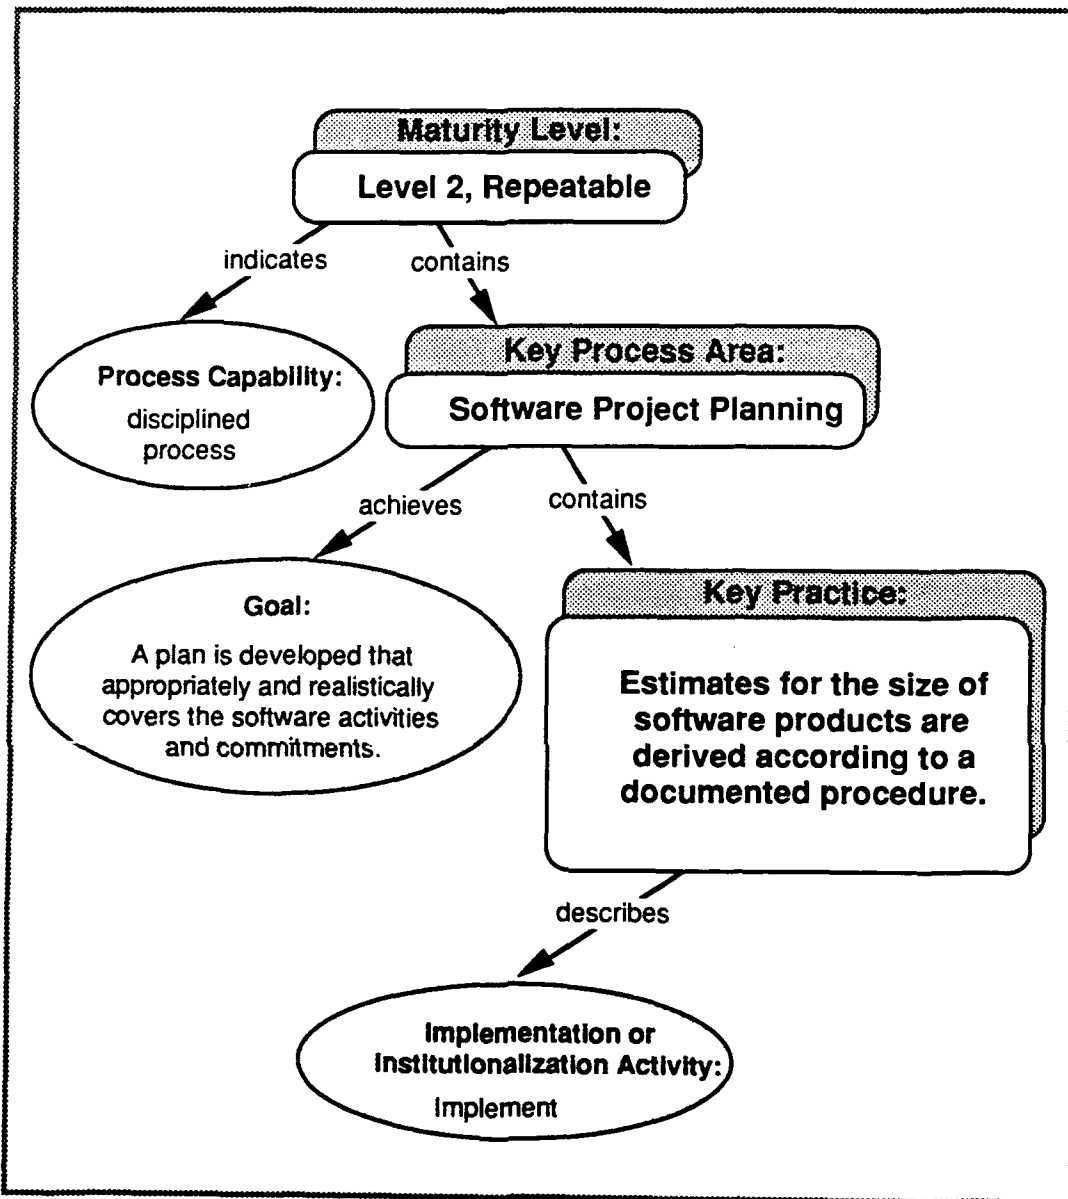 Maturity Level:
Level 2, Repeatable
indicates
contains
Process Capability:
disciplined
process
Key Process Area:
Software Project Planning
achieves
contains
Goal:
A plan is developed that
appropriately and realistically
covers the software activities
and commitments.
Key Practice:
Estimates for the size of
software products are
derived according to a
documented procedure.
describes
Implementation or
Institutionalization Activity:
Implement